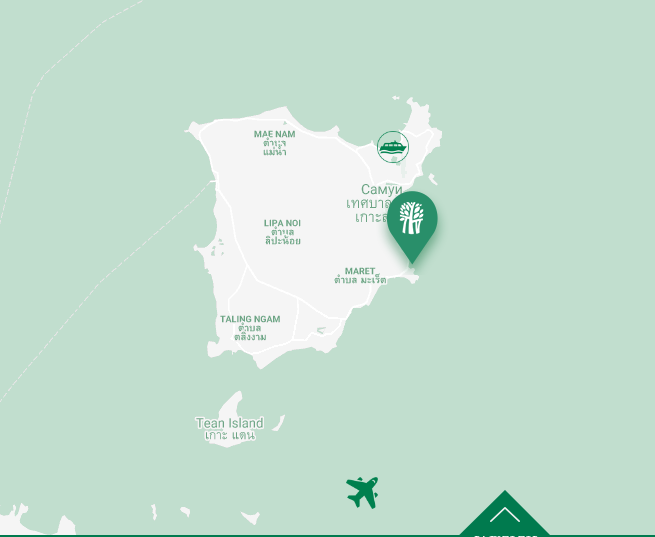 MAE NAM
ตำบล
แม่น้ำ
Самуи
เทศบาล
เกาะส
LIPA NOI
ตำบล
ลิปะน้อย
MARET
ตำบล มะเร็ต
TALING NGAM
ตำบล
ตลิ่งงาม
Tean Island
เกาะ แตน